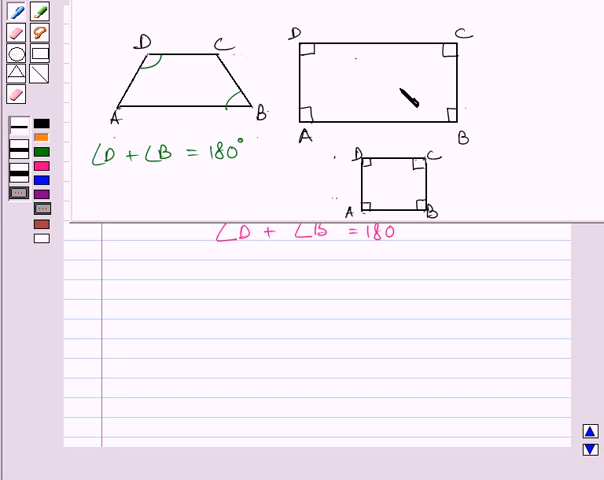 D C
A B
∠D + ∠B = 180°
D C
A B
D C
A B
∠D + ∠B = 180